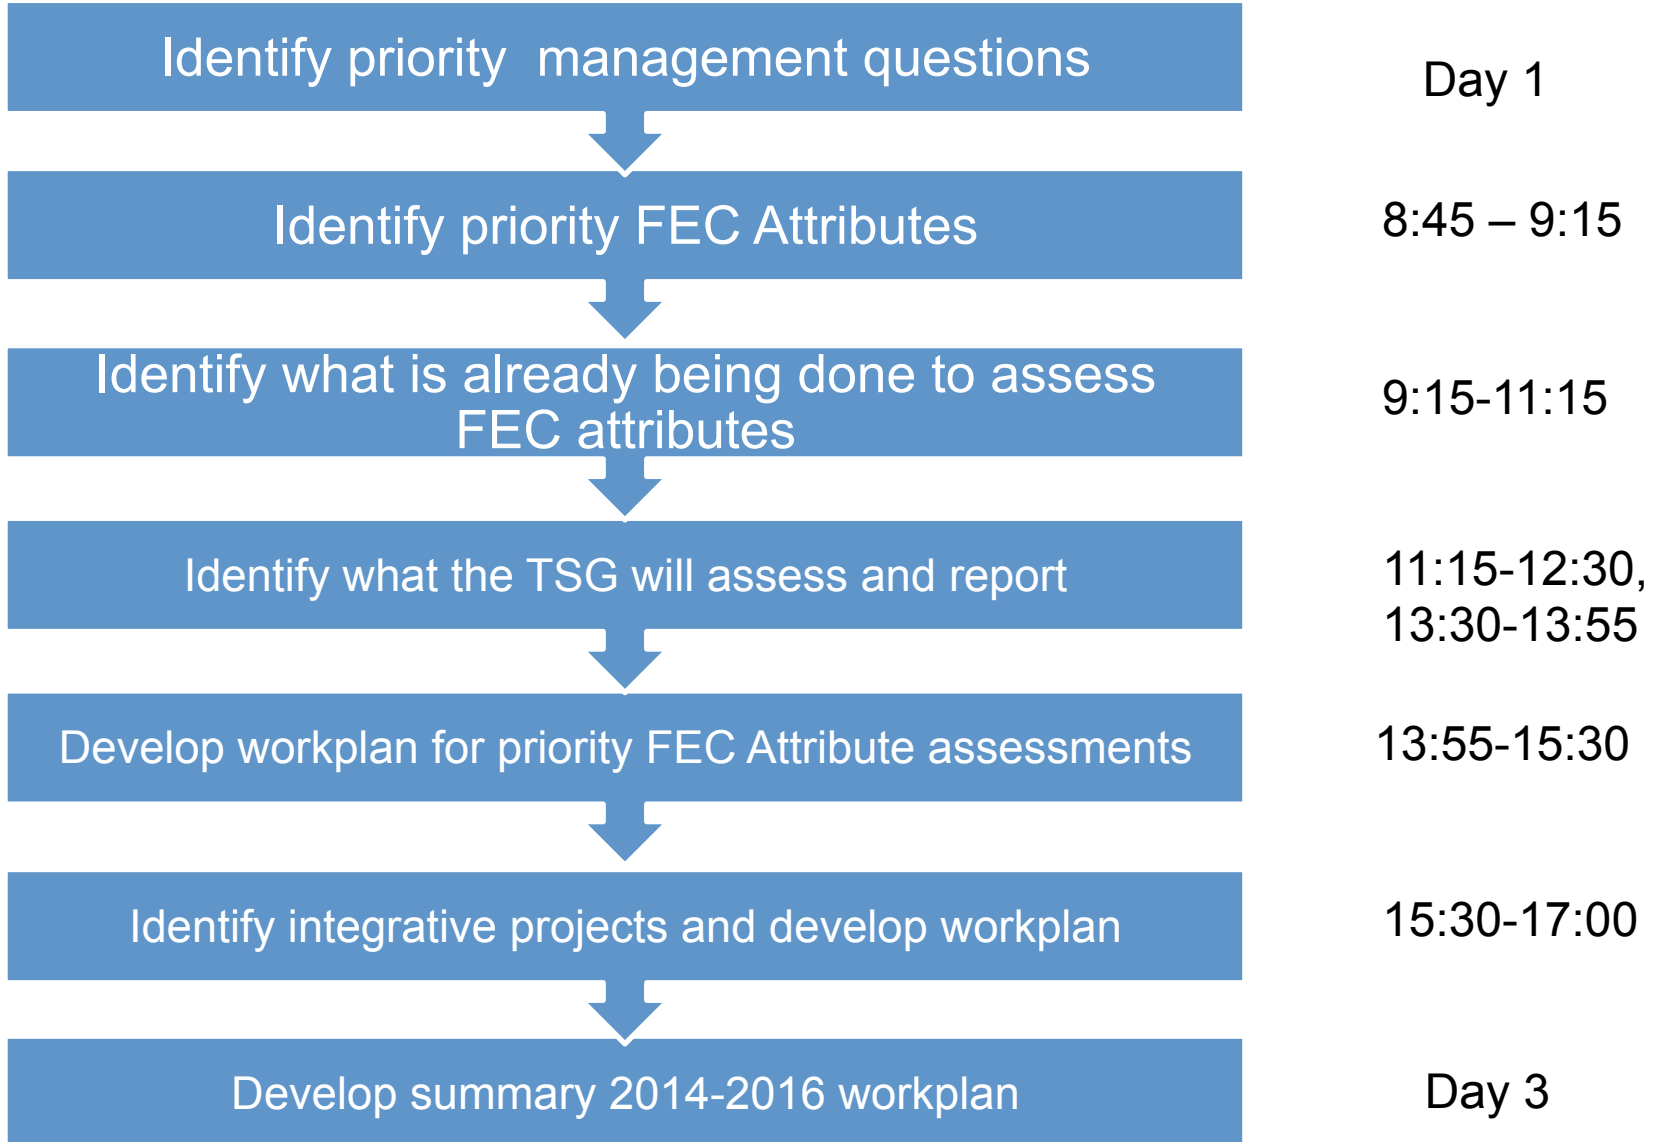 Identify priority  management questions
Day 1
Identify priority FEC Attributes
8:45 – 9:15
Identify what is already being done to assess
FEC attributes
9:15-11:15
Identify what the TSG will assess and report
11:15-12:30,
13:30-13:55
Develop workplan for priority FEC Attribute assessments
13:55-15:30
Identify integrative projects and develop workplan
15:30-17:00
Develop summary 2014-2016 workplan
Day 3